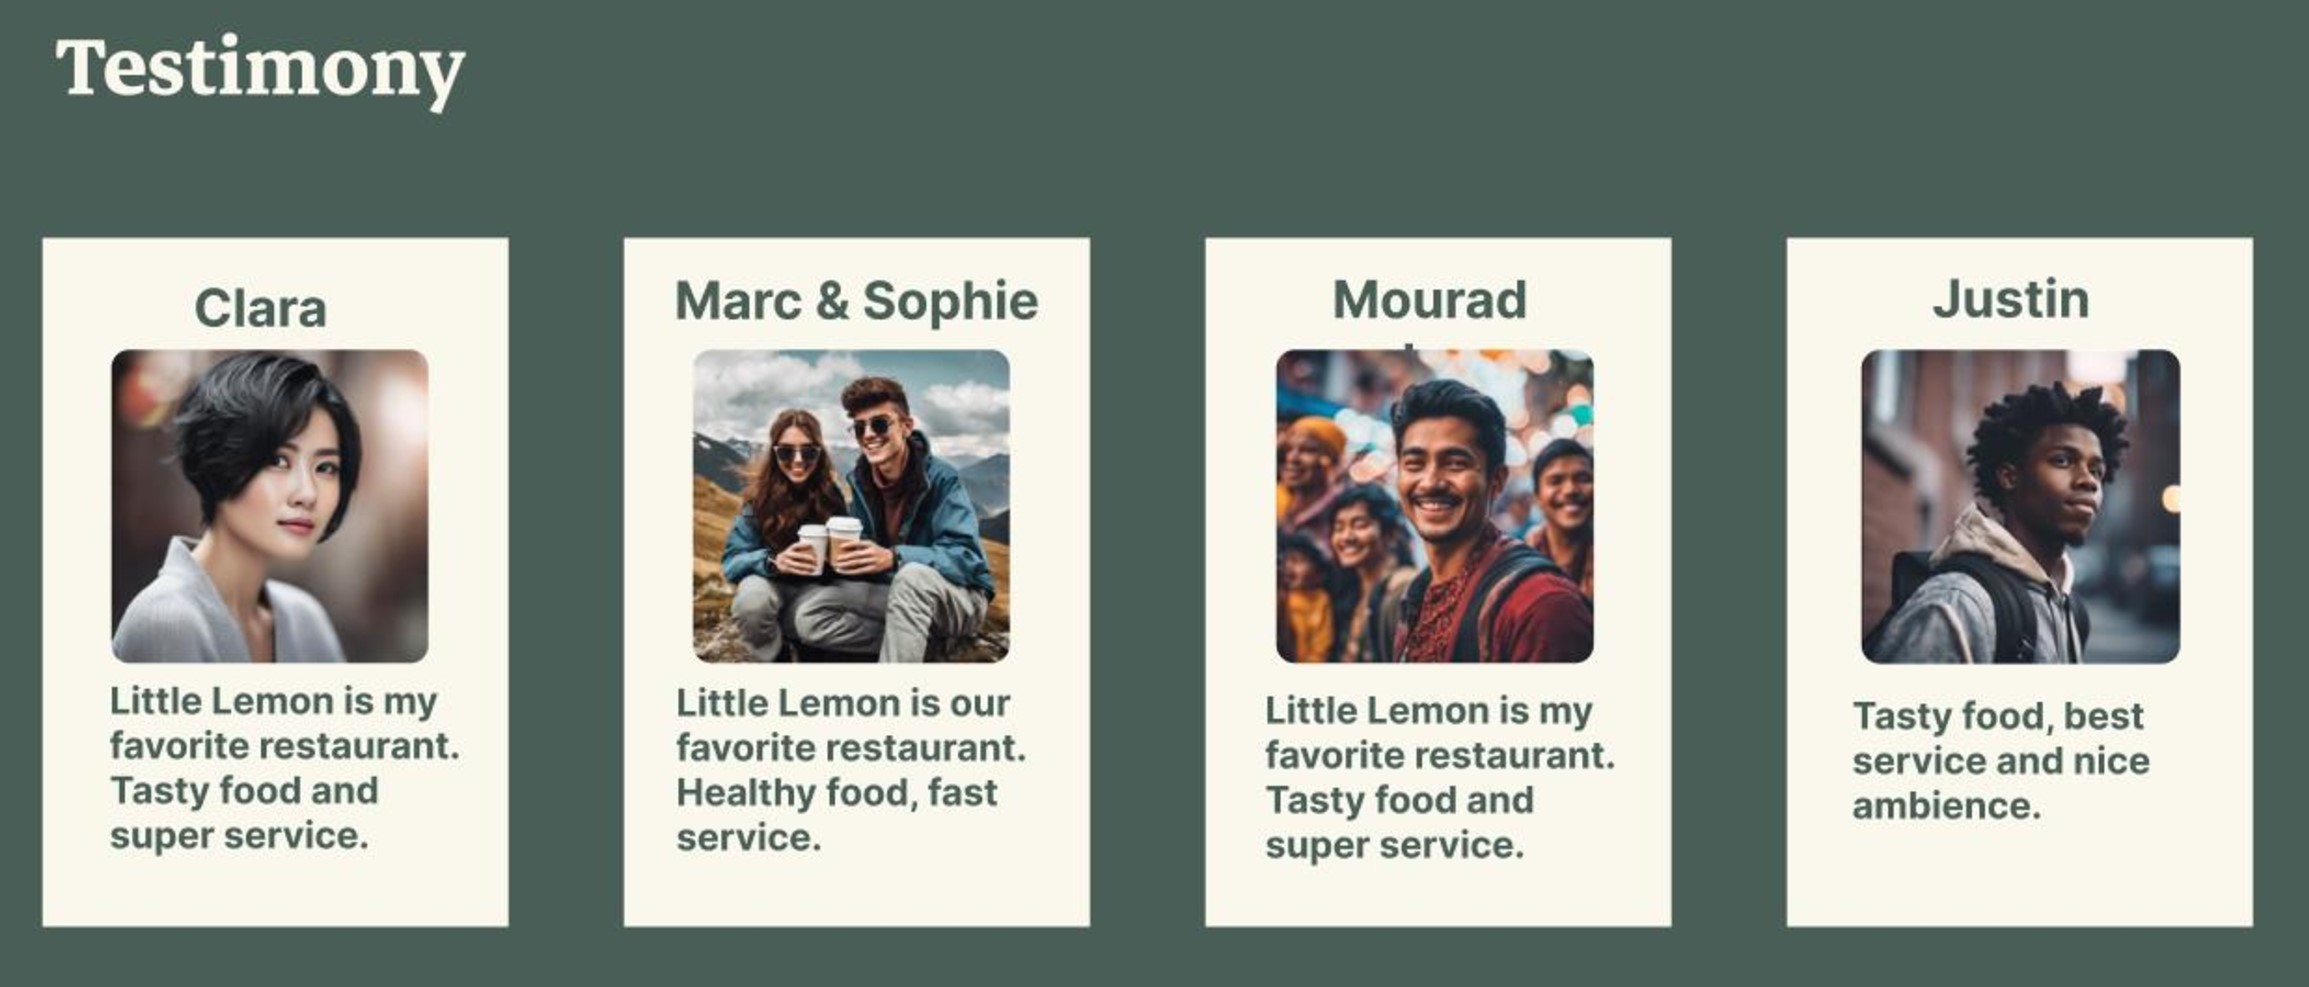 Testimony
Clara
Little Lemon is my
favorite restaurant.
Tasty food and
super service.
Marc & Sophie
Little Lemon is our
favorite restaurant.
Healthy food, fast
service.
Mourad
Little Lemon is my
favorite restaurant.
Tasty food and
super service.
Justin
Tasty food, best
service and nice
ambience.